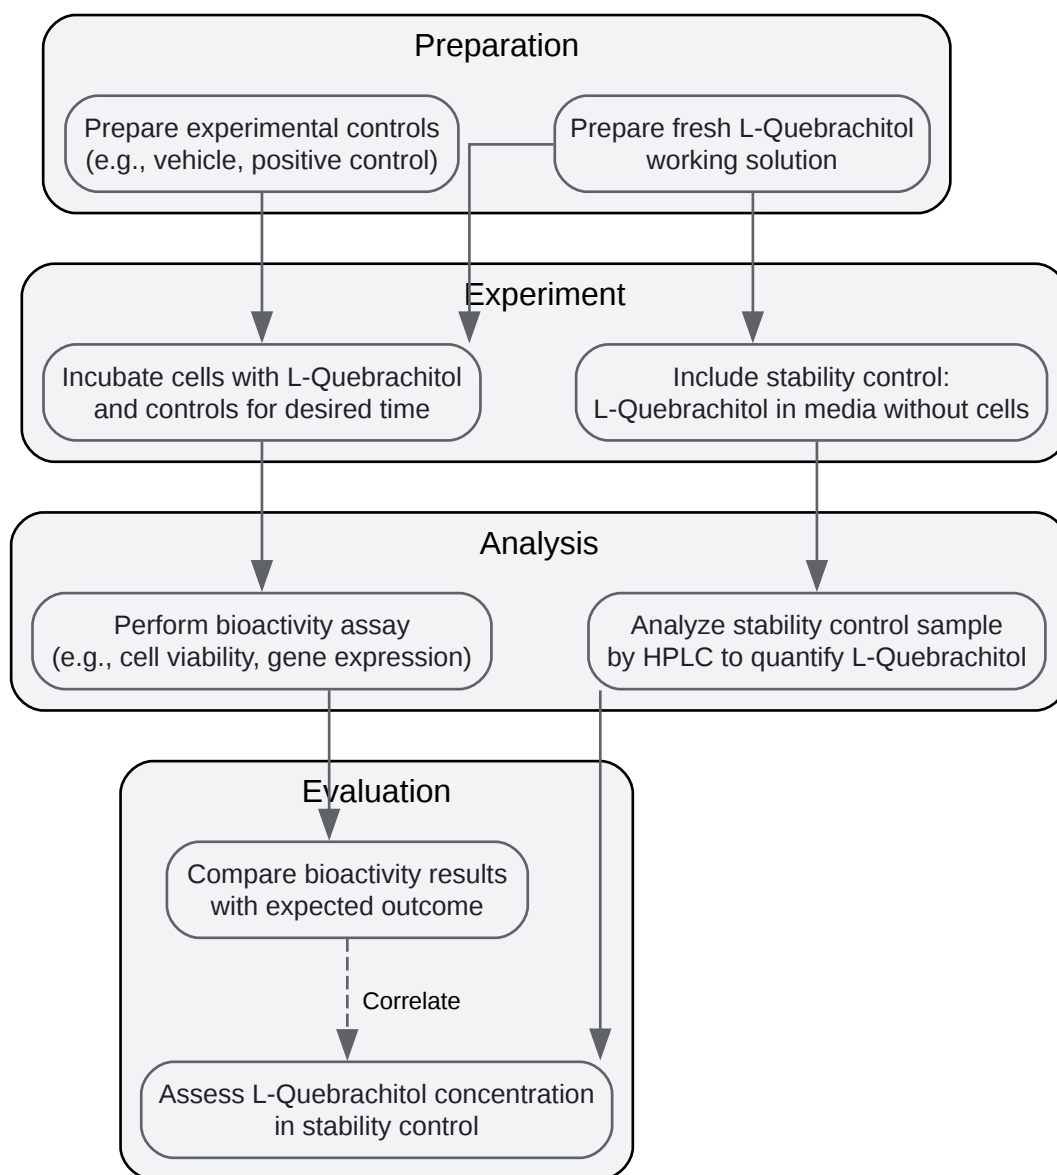 Preparation
Prepare experimental controls
(e.g., vehicle, positive control)
Prepare fresh L-Quebrachitol
working solution
Experiment
Incubate cells with L-Quebrachitol
and controls for desired time
Include stability control:
L-Quebrachitol in media without cells
Analysis
Perform bioactivity assay
(e.g., cell viability, gene expression)
Analyze stability control sample
by HPLC to quantify L-Quebrachitol
Evaluation
Compare bioactivity results
with expected outcome
Correlate
Assess L-Quebrachitol concentration
in stability control